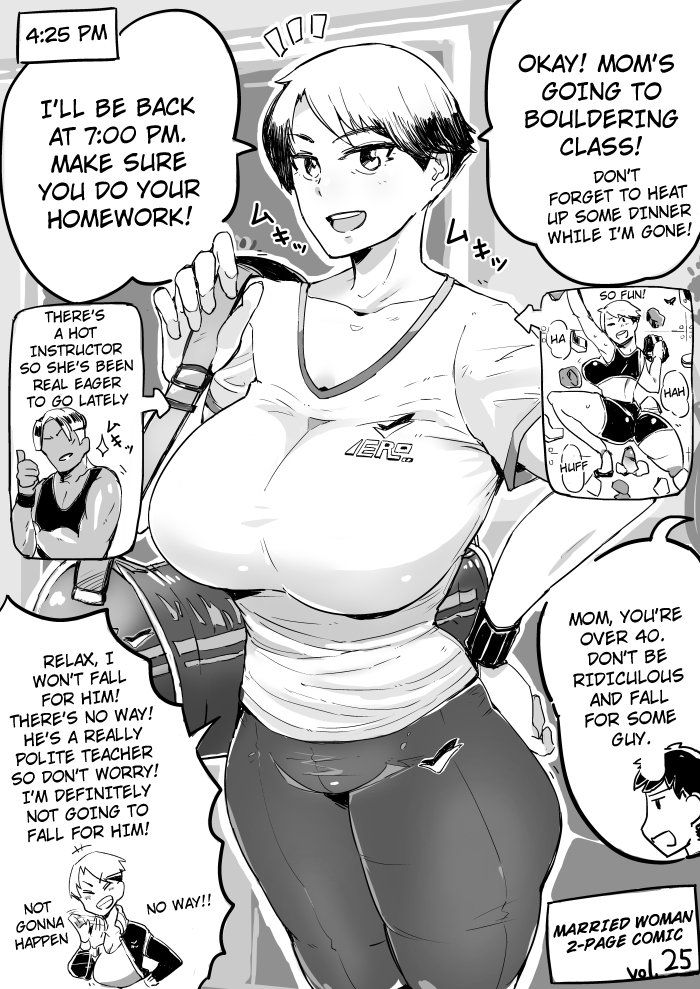 4:25 PM
OKAY! MOM'S
GOING TO
BOULDERING
CLASS!
DON'T
FORGET TO HEAT
UP SOME DINNER
WHILE I'M GONE!
I'LL BE BACK
AT 7:00 PM.
MAKE SURE
YOU DO YOUR
HOMEWORK!
ムキッ
ムキッ
SO FUN!
HA
HAH
HUFF
THERE'S
A HOT
INSTRUCTOR
SO SHE'S BEEN
REAL EAGER
TO GO LATELY
ムキッ
IERO
MOM, YOU'RE
OVER 40.
DON'T BE
RIDICULOUS
AND FALL
FOR SOME
GUY.
RELAX, I
WON'T FALL
FOR HIM!
THERE'S NO WAY!
HE'S A REALLY
POLITE TEACHER
SO DON'T WORRY!
I'M DEFINITELY
NOT GOING TO
FALL FOR HIM!
NOT
GONNA
HAPPEN
NO WAY!!
MARRIED WOMAN
2-PAGE COMIC
vol.25